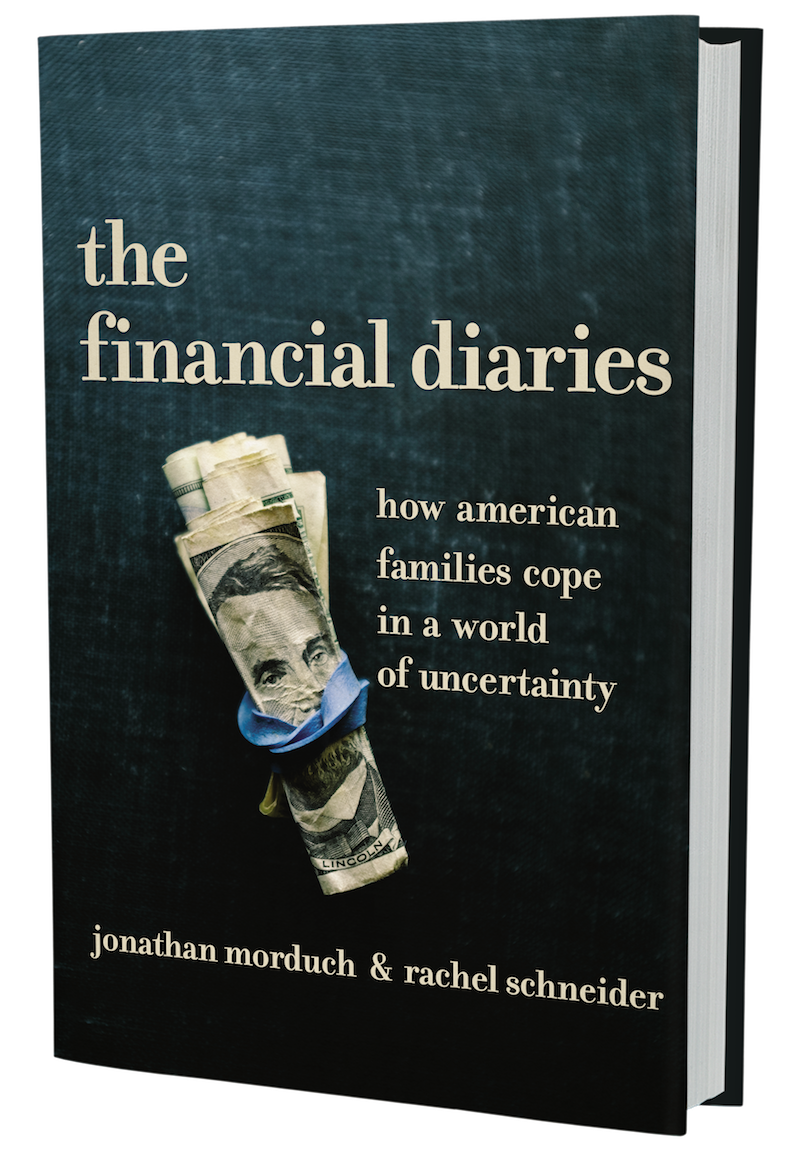 the
financial diaries
how american
families cope
in a world
of uncertainty
LINCOLN
jonathan morduch & rachel schneider